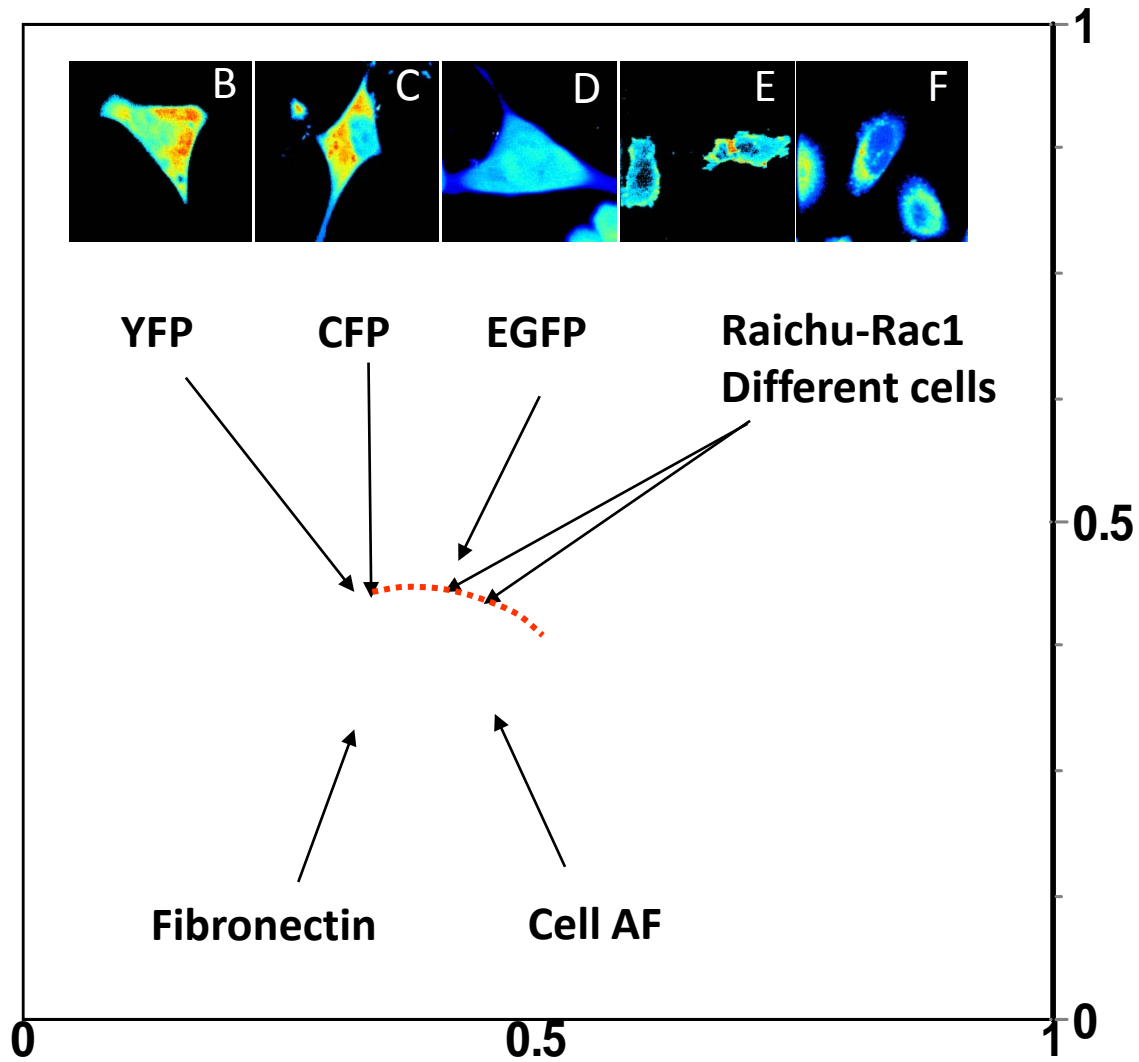 1
B
C
D
E
F
YFP
CFP
EGFP
Raichu-Rac1
Different cells
0.5
Fibronectin
Cell AF
0
0
0.5
1